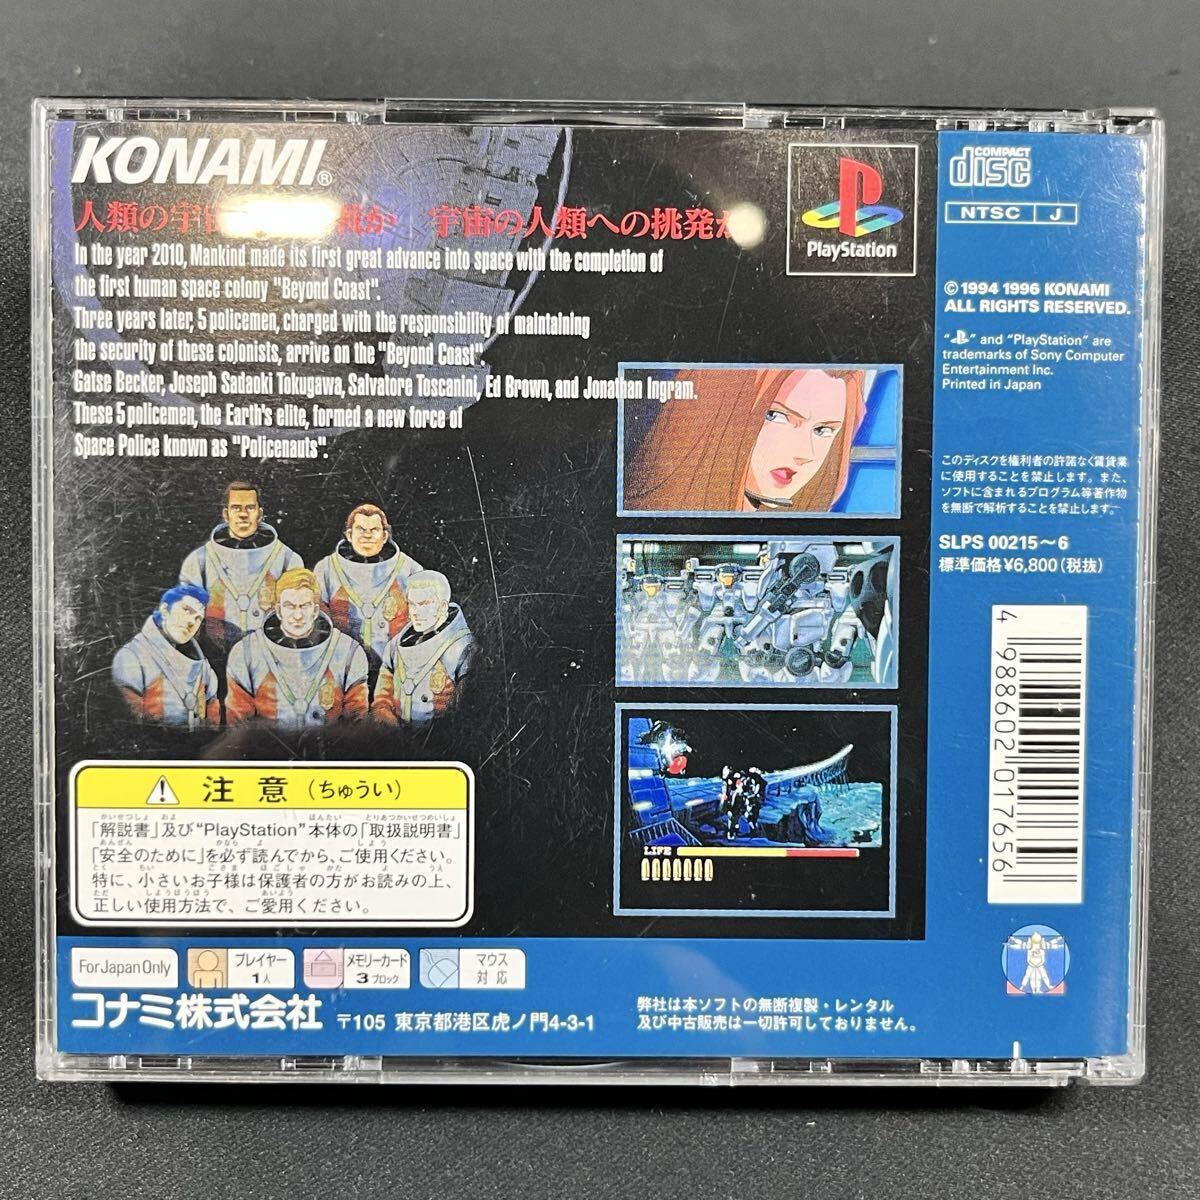 KONAMI®
人類の宇宙 か 宇宙の人類への挑発か
In the year 2010, Mankind made its first great advance into space with the completion of
the first human space colony "Beyond Coast".
Three years later, 5 policemen, charged with the responsibility of maintaining
the security of these colonists, arrive on the "Beyond Coast".
Gatse Becker, Joseph Sadaoki Tokugawa, Salvatore Toscanini, Ed Brown, and Jonathan Ingram.
These 5 policemen, the Earth's elite, formed a new force of
Space Police known as "Policenauts".
PlayStation
COMPACT
disc
NTSC J
© 1994 1996 KONAMI
ALL RIGHTS RESERVED.
" " and "PlayStation" are
trademarks of Sony Computer
Entertainment Inc.
Printed in Japan
このディスクを権利者の許諾なく賃貸業
に使用することを禁止します。また、
ソフトに含まれるプログラム等著作物
を無断で解析することを禁止します。
SLPS 00215~6
標準価格¥6,800(税抜)
4 988602 017656
LIFE
注意(ちゅうい)
「解説書」及び"PlayStation"本体の「取扱説明書」
「安全のために」を必ず読んでから、ご使用ください。
特に、小さいお子様は保護者の方がお読みの上、
正しい使用方法で、ご愛用ください。
For Japan Only
プレイヤー
1人
メモリーカード
3ブロック
マウス
対応
コナミ株式会社 〒105 東京都港区虎ノ門4-3-1
弊社は本ソフトの無断複製・レンタル
及び中古販売は一切許可しておりません。